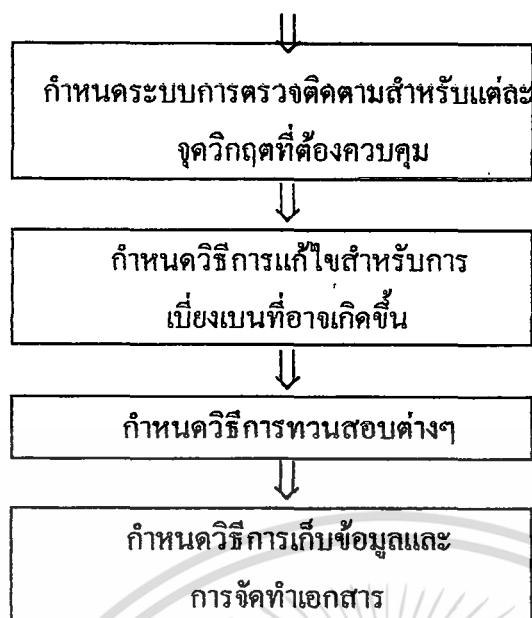 กำหนดระบบการตรวจติดตามสำหรับแต่ละ
จุดวิกฤตที่ต้องควบคุม
กำหนดวิธีการแก้ไขสำหรับการ
เบี่ยงเบนที่อาจเกิดขึ้น
กำหนดวิธีการทวนสอบต่างๆ
กำหนดวิธีการเก็บข้อมูลและ
การจัดทำเอกสาร